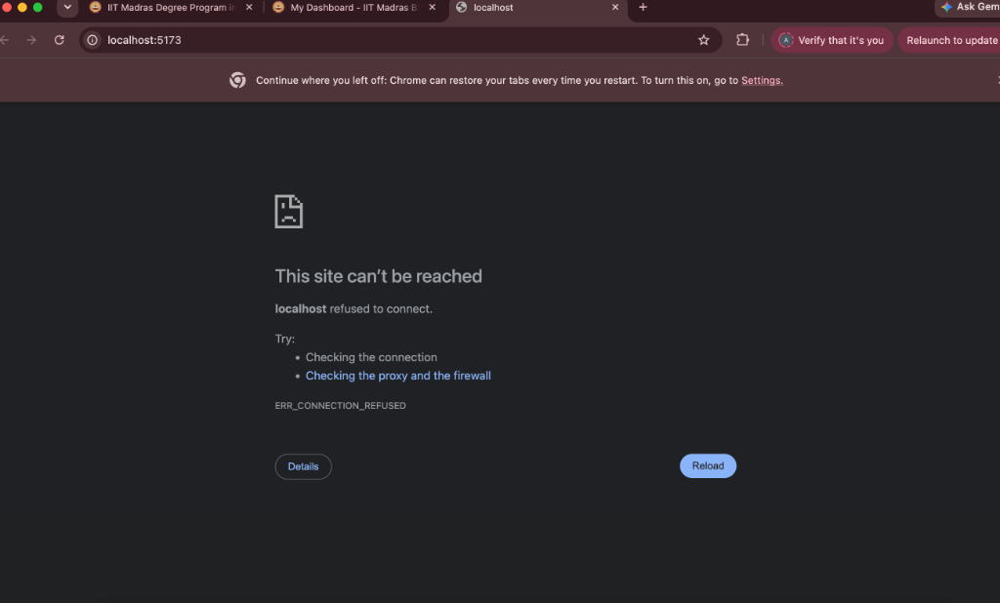 IIT Madras Degree Program in
My Dashboard - IIT Madras B
localhost
Ask Gem
localhost:5173
A
Verify that it's you
Relaunch to update
Continue where you left off: Chrome can restore your tabs every time you restart. To turn this on, go to Settings.
This site can't be reached
localhost refused to connect.
Try:
• Checking the connection
• Checking the proxy and the firewall
ERR_CONNECTION_REFUSED
Details
Reload